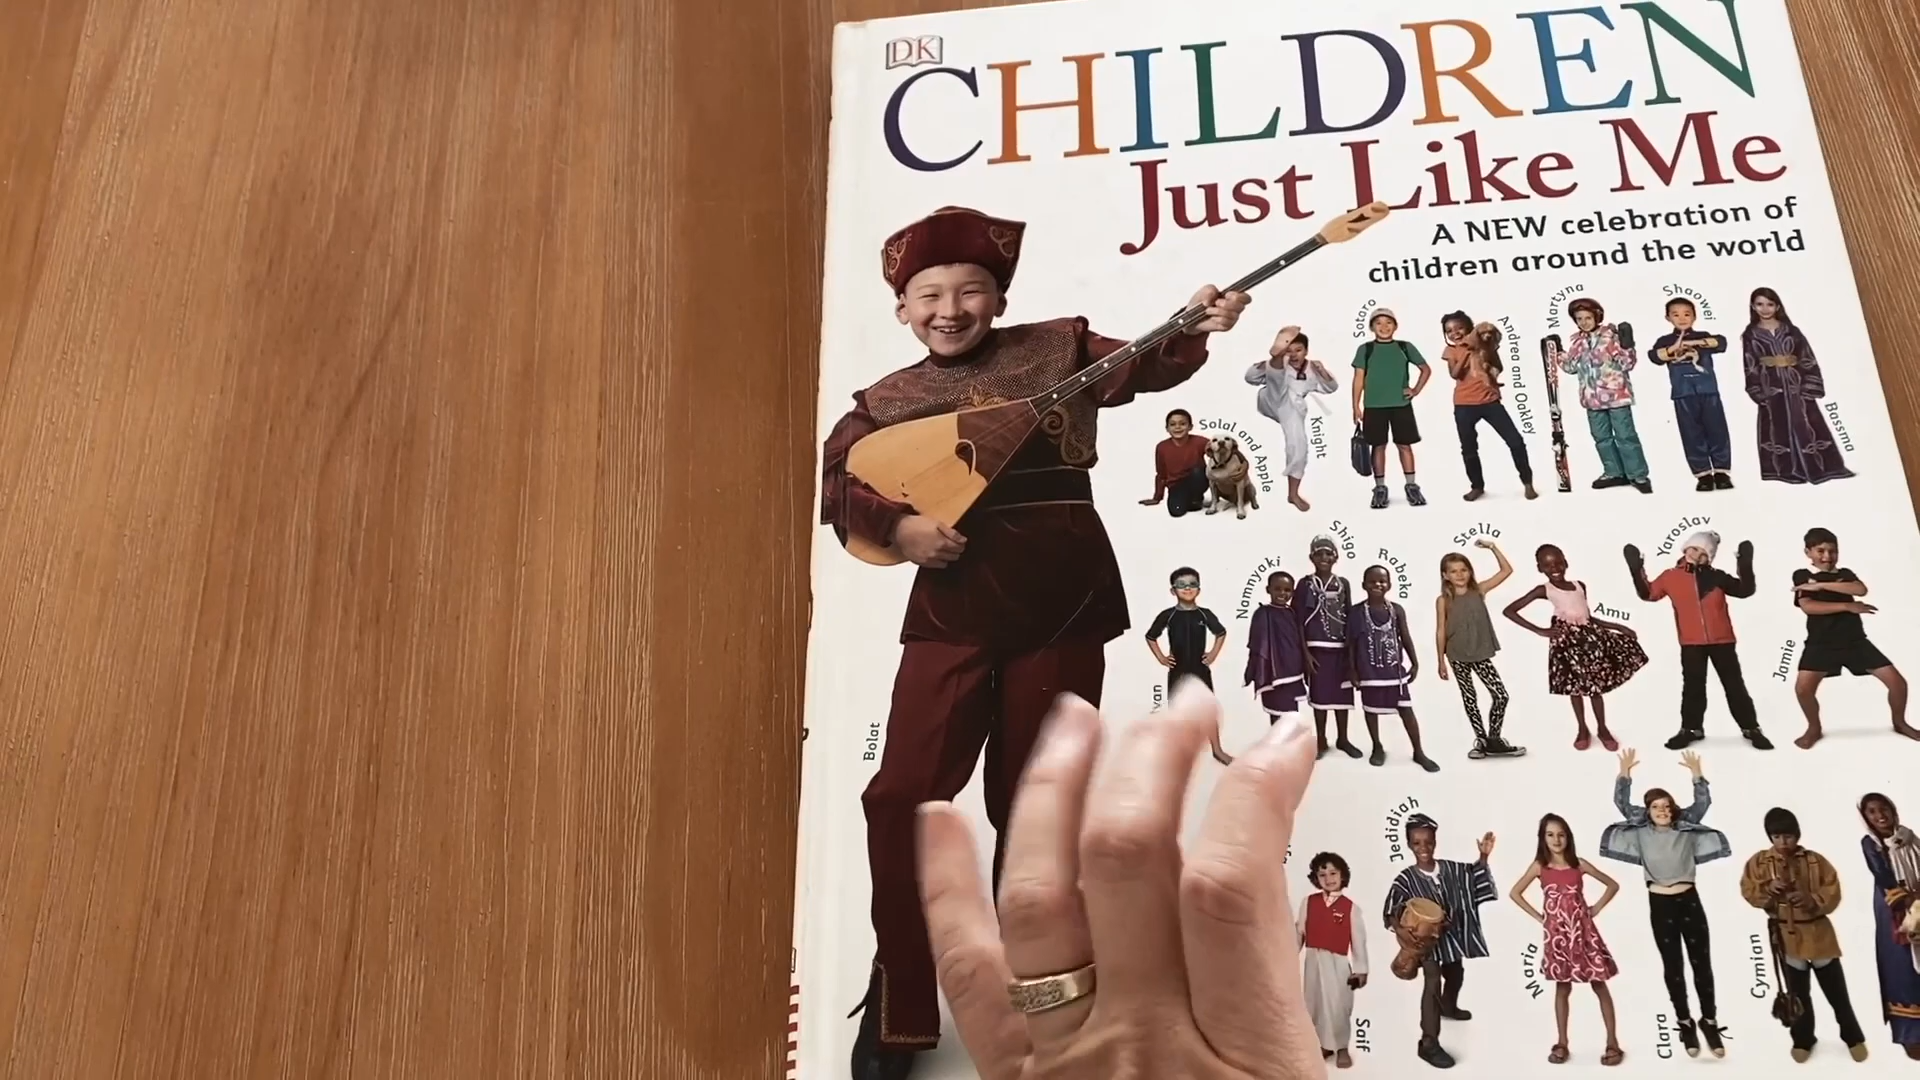 DK
CHILDREN
Just Like Me
A NEW celebration of
children around the world
Solal and Apple
Knight
Sotaro
Andrea and Oakley
Martyna
Shaowei
Bassma
Bolat
Namnyaki
Shigo
Rabeka
Stella
Amu
Yaroslav
Jamie
Saif
Jedidiah
Maria
Clara
Cymian